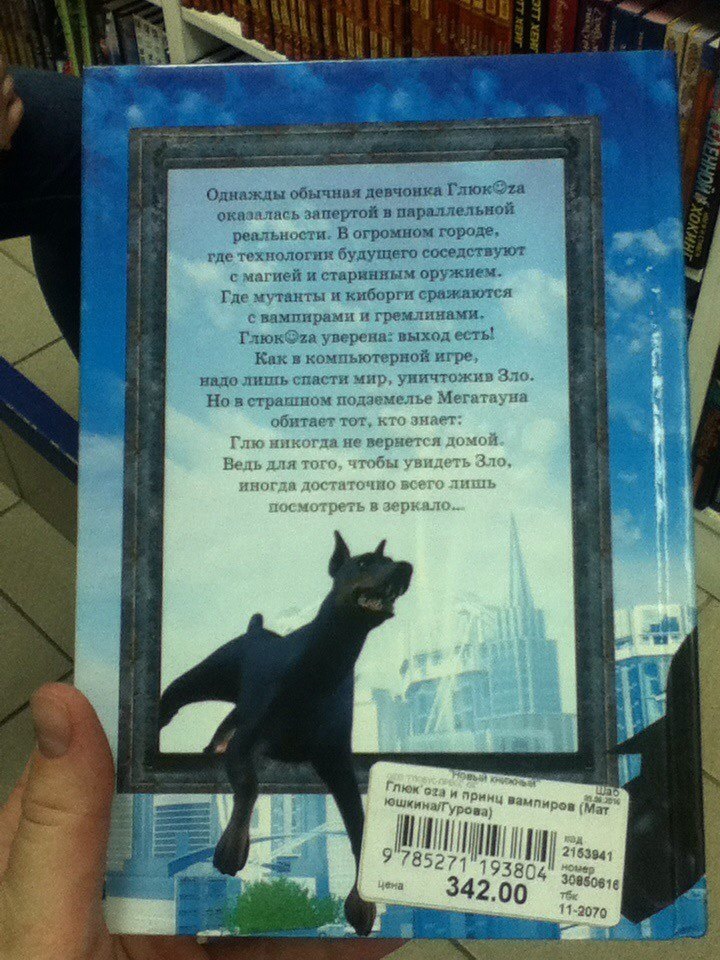 Однажды обычная девчонка Глюк☺za
оказалась запертой в параллельной
реальности. В огромном городе,
где технологии будущего соседствуют
с магией и старинным оружием.
Где мутанты и киборги сражаются
с вампирами и гремлинами.
Глюк☺za уверена: выход есть!
Как в компьютерной игре,
надо лишь спасти мир, уничтожив Зло.
Но в страшном подземелье Мегатауна
обитает тот, кто знает:
Глю никогда не вернется домой.
Ведь для того, чтобы увидеть Зло,
иногда достаточно всего лишь
посмотреть в зеркало...
"Новый книжный"
Глюк`oza и принц вампиров (Мат
юшкина/Гурова)
9 785271 193804
код
2153941
номер
30850616
цена
342.00
тбк
11-2070